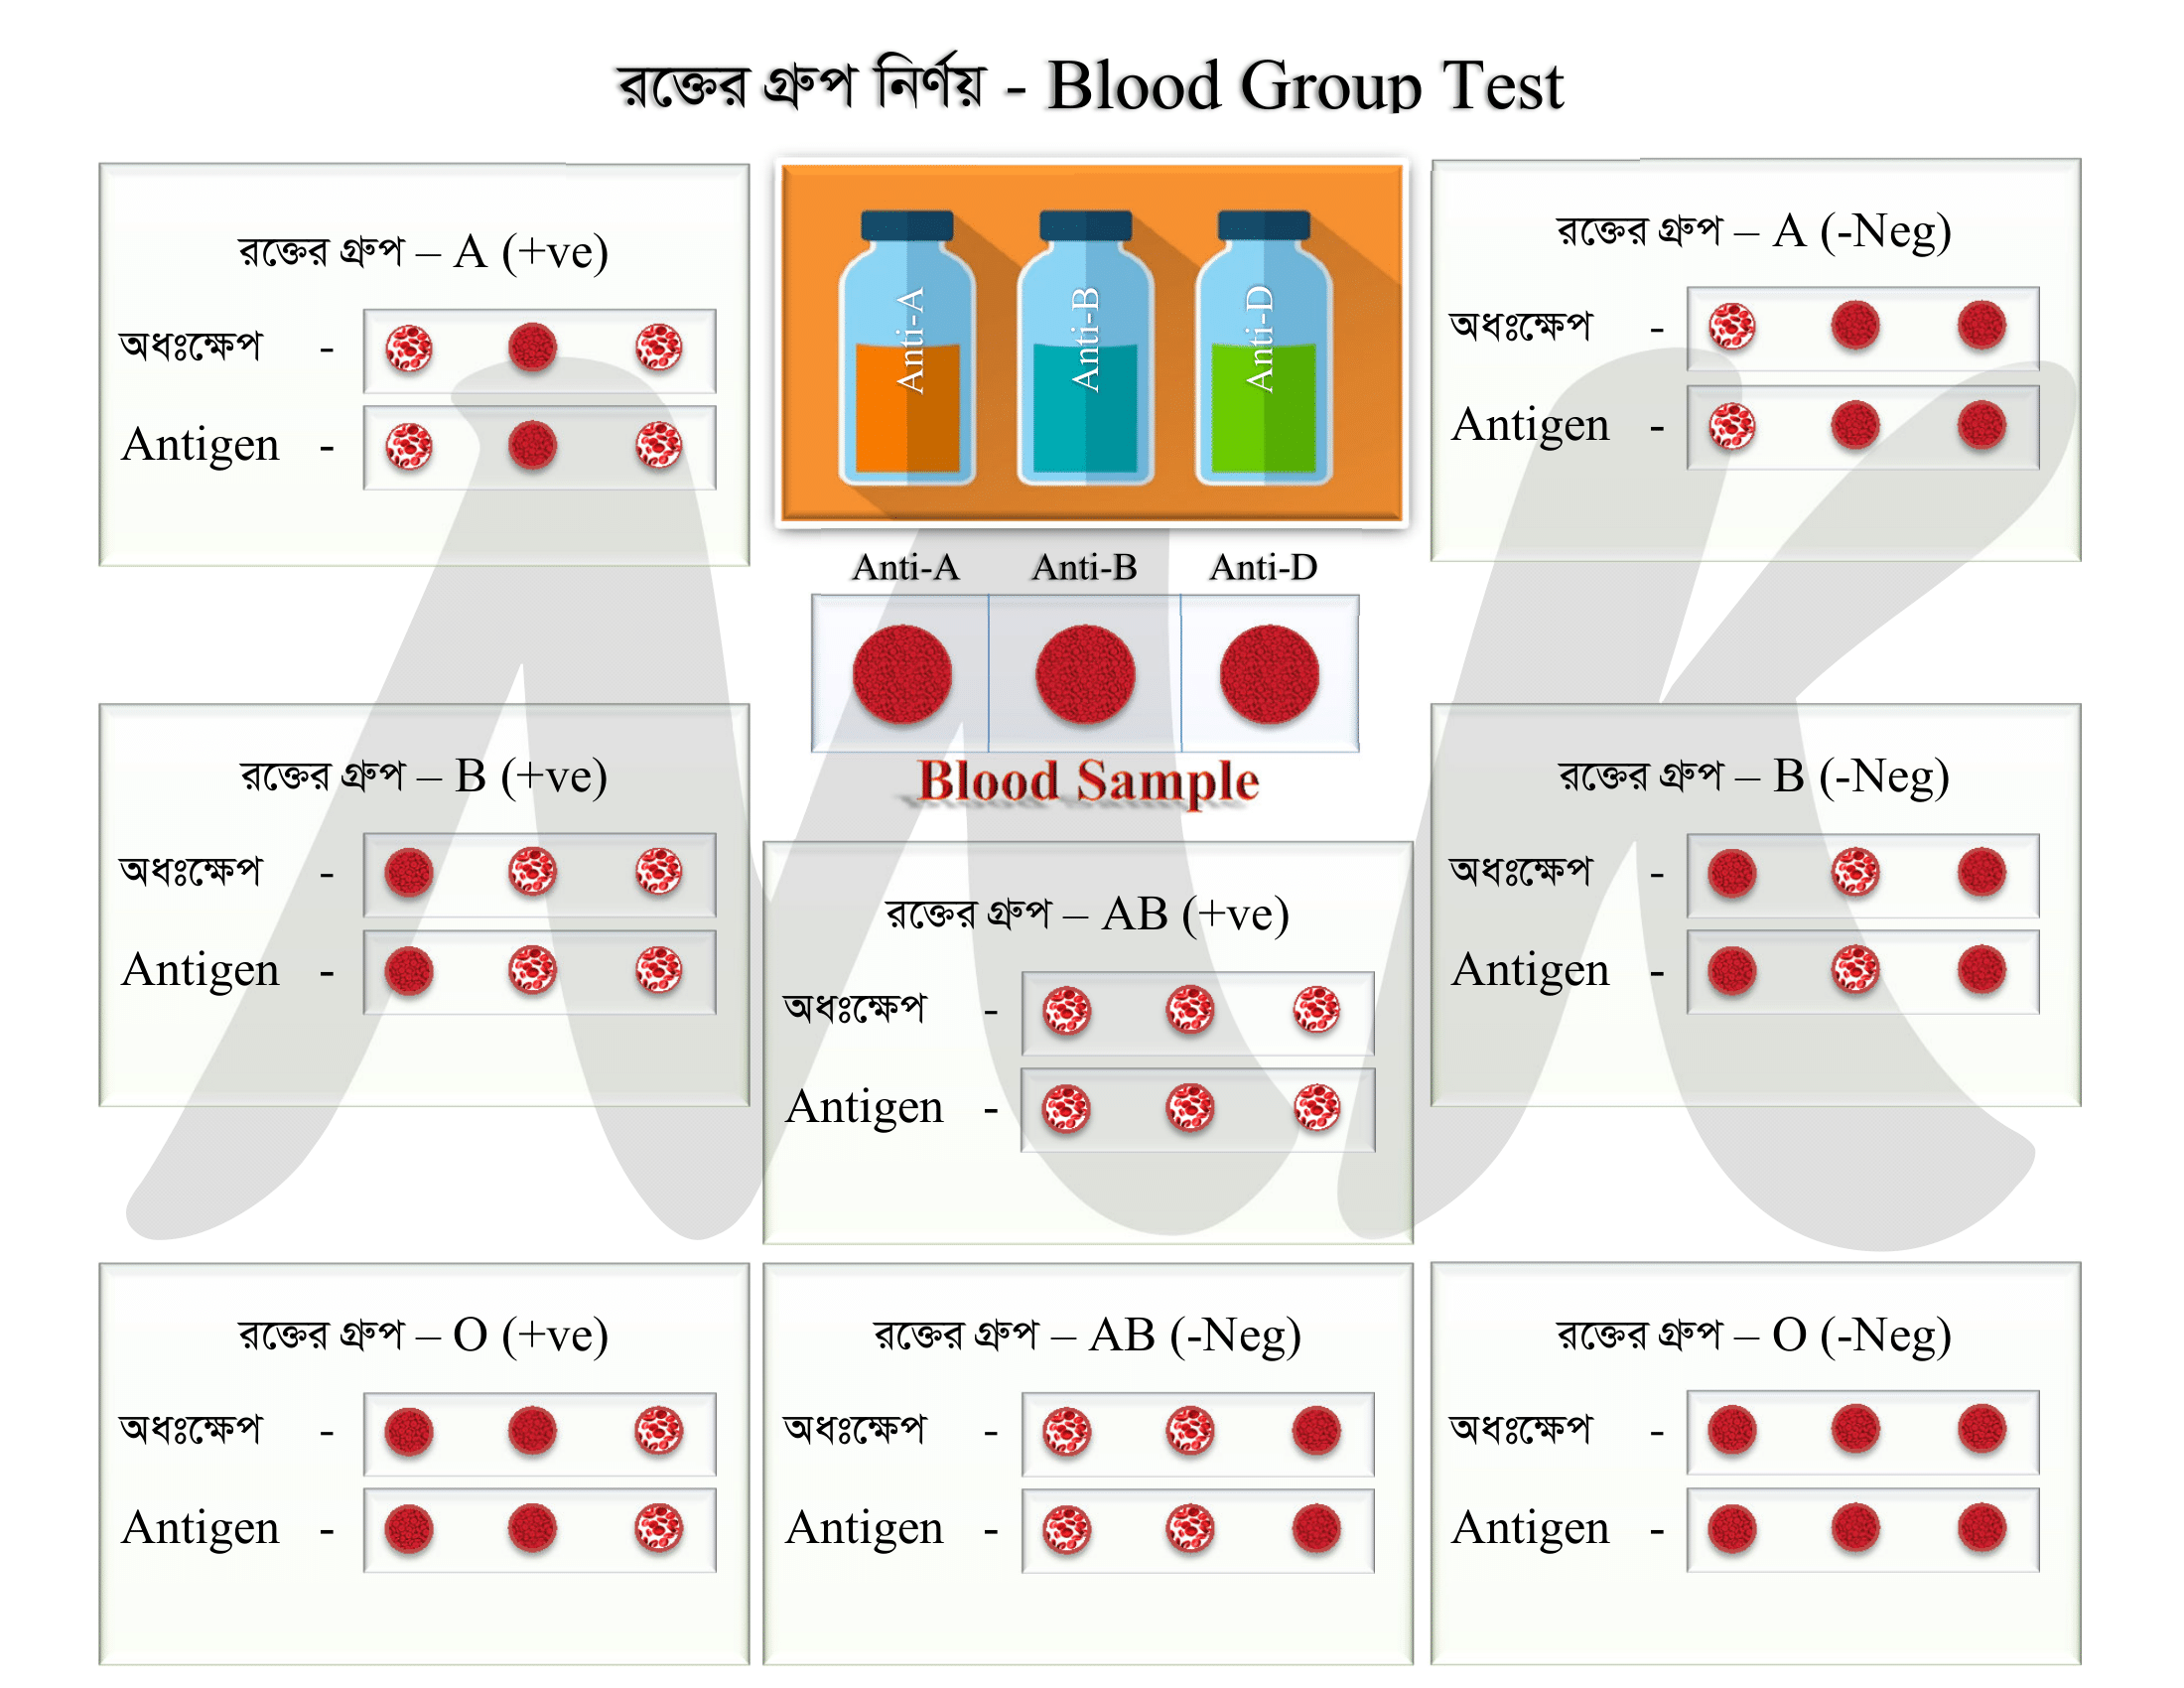 রক্তের গ্রুপ নির্ণয় - Blood Group Test
রক্তের গ্রুপ – A (+ve)
অধঃক্ষেপ -
Antigen -
Anti-A
Anti-B
Anti-D
রক্তের গ্রুপ – A (-Neg)
অধঃক্ষেপ -
Antigen -
Anti-A Anti-B Anti-D
Blood Sample
রক্তের গ্রুপ – B (+ve)
অধঃক্ষেপ -
Antigen -
রক্তের গ্রুপ – AB (+ve)
অধঃক্ষেপ -
Antigen -
রক্তের গ্রুপ – B (-Neg)
অধঃক্ষেপ -
Antigen -
রক্তের গ্রুপ – O (+ve)
অধঃক্ষেপ -
Antigen -
রক্তের গ্রুপ – AB (-Neg)
অধঃক্ষেপ -
Antigen -
রক্তের গ্রুপ – O (-Neg)
অধঃক্ষেপ -
Antigen -